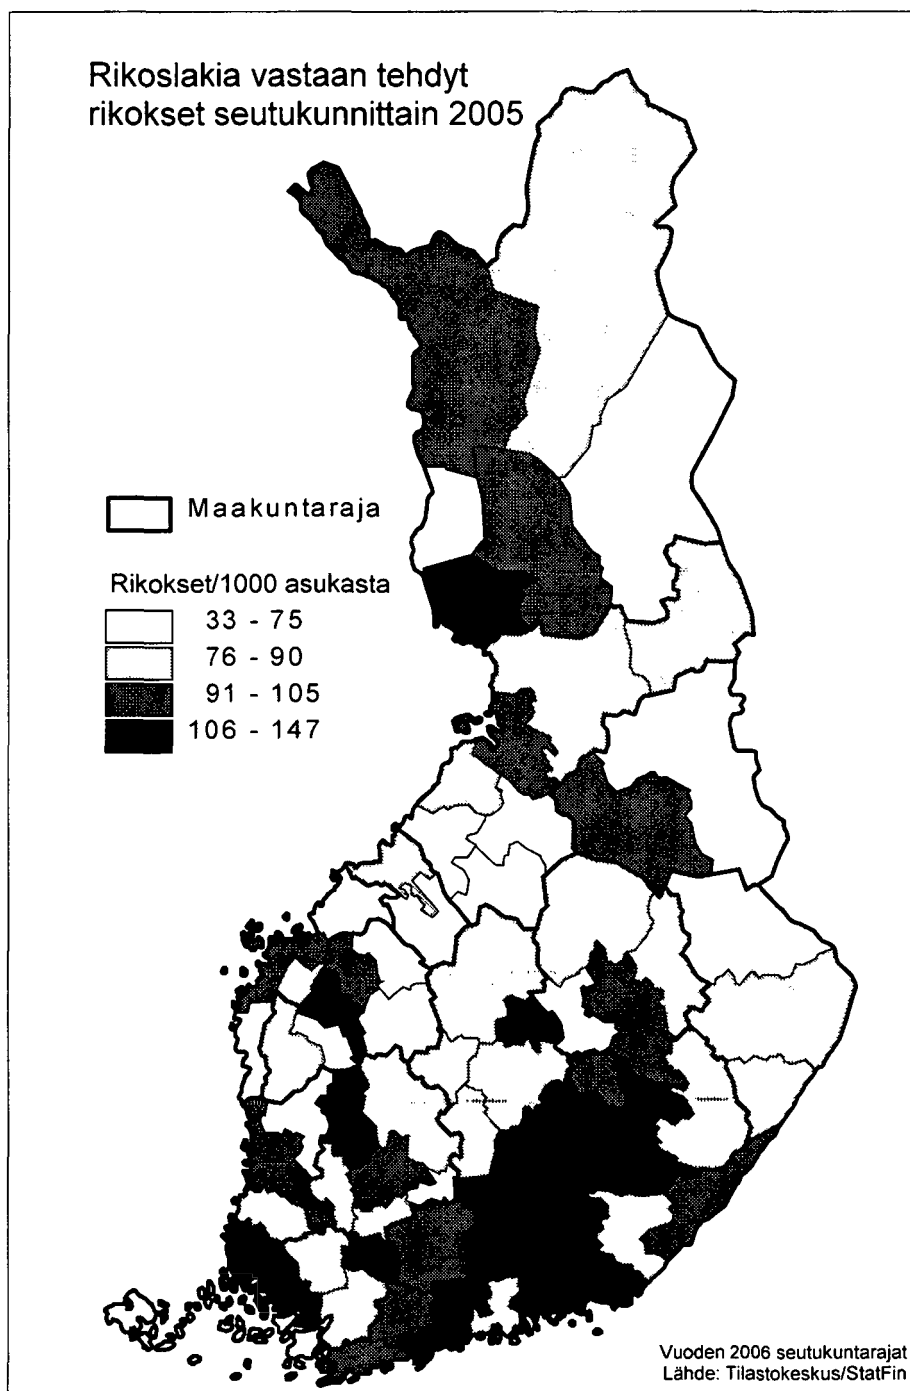 Rikoslakia vastaan tehdyt
rikokset seutukunnittain 2005
Maakuntaraja
Rikokset/1000 asukasta
33 - 75
76 - 90
91 - 105
106 - 147
Vuoden 2006 seutukuntarajat
Lähde: Tilastokeskus/StatFin